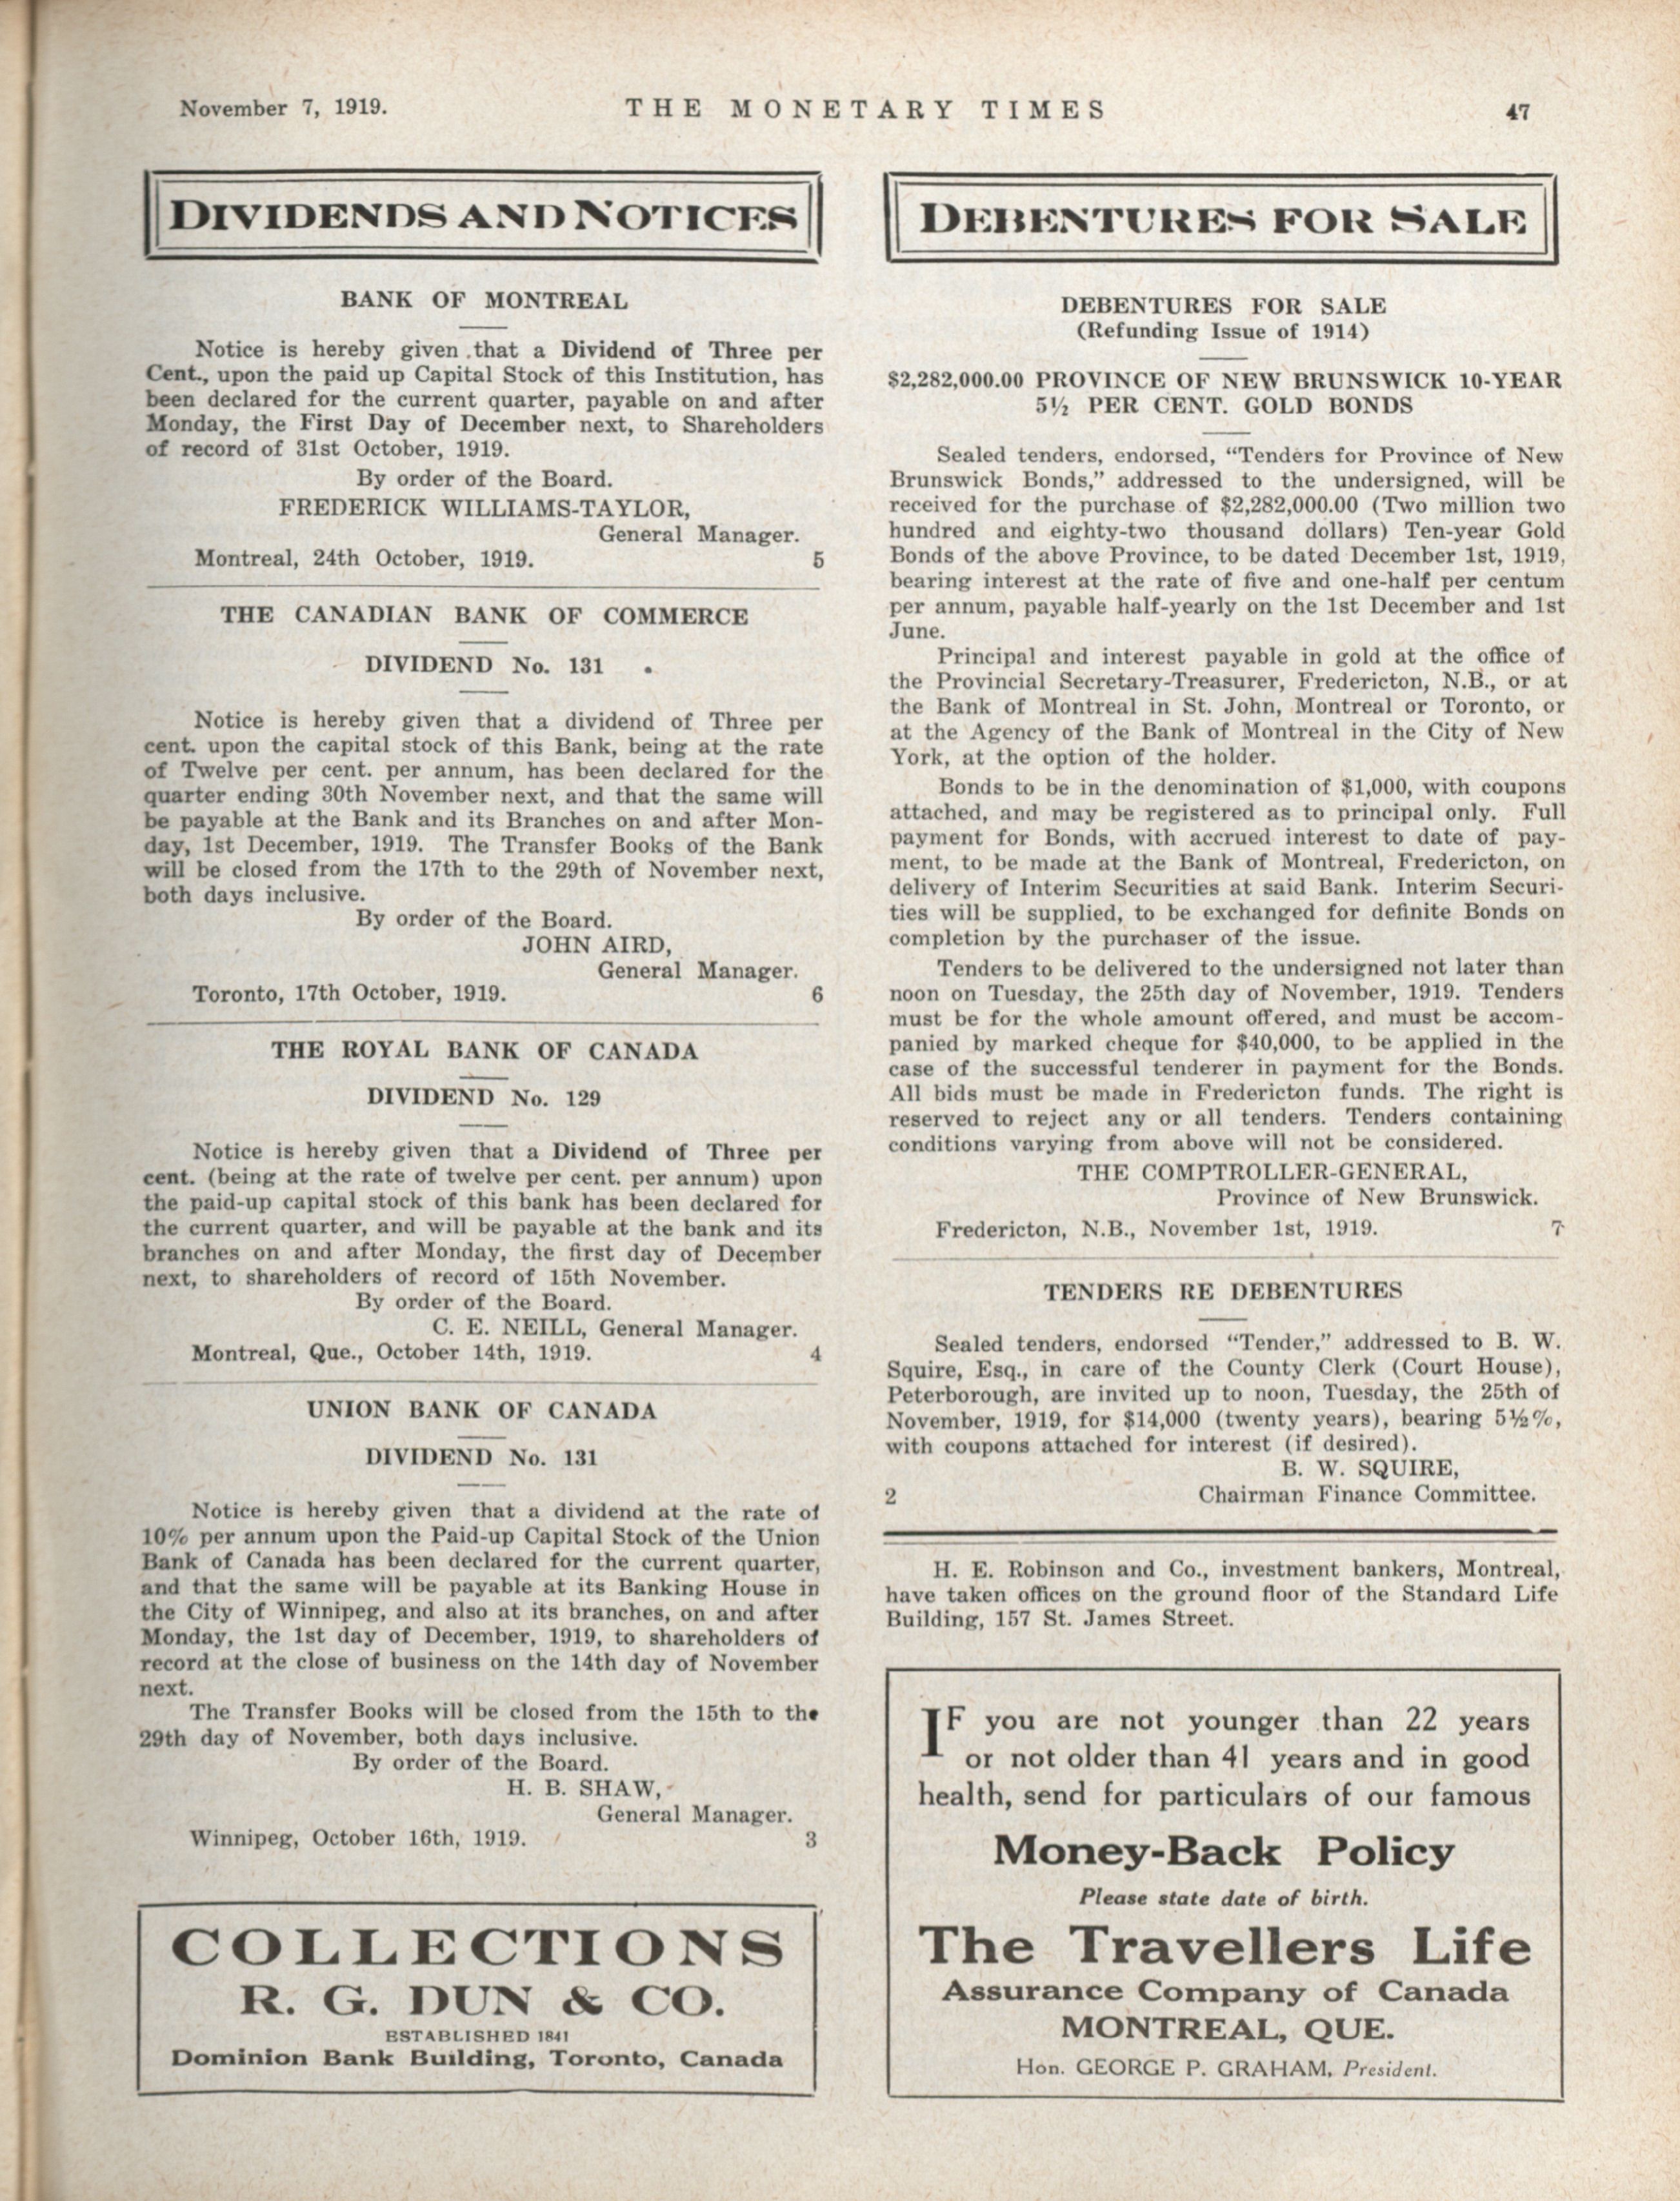 November 7, 1919.
THE MONETARY TIMES
47
DIVIDENDS AND NOTICES
BANK OF MONTREAL
Notice is hereby given that a Dividend of Three per
Cent., upon the paid up Capital Stock of this Institution, has
been declared for the current quarter, payable on and after
Monday, the First Day of December next, to Shareholders
of record of 31st October, 1919.
By order of the Board.
FREDERICK WILLIAMS-TAYLOR,
General Manager.
Montreal, 24th October, 1919.
5
THE CANADIAN BANK OF COMMERCE
DIVIDEND No. 131
Notice is hereby given that a dividend of Three per
cent. upon the capital stock of this Bank, being at the rate
of Twelve per cent. per annum, has been declared for the
quarter ending 30th November next, and that the same will
be payable at the Bank and its Branches on and after Mon-
day, 1st December, 1919. The Transfer Books of the Bank
will be closed from the 17th to the 29th of November next,
both days inclusive.
By order of the Board.
JOHN AIRD,
General Manager.
Toronto, 17th October, 1919.
6
THE ROYAL BANK OF CANADA
DIVIDEND No. 129
Notice is hereby given that a Dividend of Three per
cent. (being at the rate of twelve per cent. per annum) upon
the paid-up capital stock of this bank has been declared for
the current quarter, and will be payable at the bank and its
branches on and after Monday, the first day of December
next, to shareholders of record of 15th November.
By order of the Board.
C. E. NEILL, General Manager.
Montreal, Que., October 14th, 1919.
4
UNION BANK OF CANADA
DIVIDEND No. 131
Notice is hereby given that a dividend at the rate of
10% per annum upon the Paid-up Capital Stock of the Union
Bank of Canada has been declared for the current quarter,
and that the same will be payable at its Banking House in
the City of Winnipeg, and also at its branches, on and after
Monday, the 1st day of December, 1919, to shareholders of
record at the close of business on the 14th day of November
next.
The Transfer Books will be closed from the 15th to the
29th day of November, both days inclusive.
By order of the Board.
H. B. SHAW,
General Manager.
Winnipeg, October 16th, 1919.
3
COLLECTIONS
R. G. DUN & CO.
ESTABLISHED 1841
Dominion Bank Building, Toronto, Canada
DEBENTURES FOR SALE
DEBENTURES FOR SALE
(Refunding Issue of 1914)
$2,282,000.00 PROVINCE OF NEW BRUNSWICK 10-YEAR
5½ PER CENT. GOLD BONDS
Sealed tenders, endorsed, “Tenders for Province of New
Brunswick Bonds,” addressed to the undersigned, will be
received for the purchase of $2,282,000.00 (Two million two
hundred and eighty-two thousand dollars) Ten-year Gold
Bonds of the above Province, to be dated December 1st, 1919,
bearing interest at the rate of five and one-half per centum
per annum, payable half-yearly on the 1st December and 1st
June.
Principal and interest payable in gold at the office of
the Provincial Secretary-Treasurer, Fredericton, N.B., or at
the Bank of Montreal in St. John, Montreal or Toronto, or
at the Agency of the Bank of Montreal in the City of New
York, at the option of the holder.
Bonds to be in the denomination of $1,000, with coupons
attached, and may be registered as to principal only. Full
payment for Bonds, with accrued interest to date of pay-
ment, to be made at the Bank of Montreal, Fredericton, on
delivery of Interim Securities at said Bank. Interim Securi-
ties will be supplied, to be exchanged for definite Bonds on
completion by the purchaser of the issue.
Tenders to be delivered to the undersigned not later than
noon on Tuesday, the 25th day of November, 1919. Tenders
must be for the whole amount offered, and must be accom-
panied by marked cheque for $40,000, to be applied in the
case of the successful tenderer in payment for the Bonds.
All bids must be made in Fredericton funds. The right is
reserved to reject any or all tenders. Tenders containing
conditions varying from above will not be considered.
THE COMPTROLLER-GENERAL,
Province of New Brunswick.
Fredericton, N.B., November 1st, 1919.
7
TENDERS RE DEBENTURES
Sealed tenders, endorsed “Tender,” addressed to B. W.
Squire, Esq., in care of the County Clerk (Court House),
Peterborough, are invited up to noon, Tuesday, the 25th of
November, 1919, for $14,000 (twenty years), bearing 5½%,
with coupons attached for interest (if desired).
B. W. SQUIRE,
2
Chairman Finance Committee.
H. E. Robinson and Co., investment bankers, Montreal,
have taken offices on the ground floor of the Standard Life
Building, 157 St. James Street.
IF you are not younger than 22 years
or not older than 41 years and in good
health, send for particulars of our famous
Money-Back Policy
Please state date of birth.
The Travellers Life
Assurance Company of Canada
MONTREAL, QUE.
Hon. GEORGE P. GRAHAM, President.